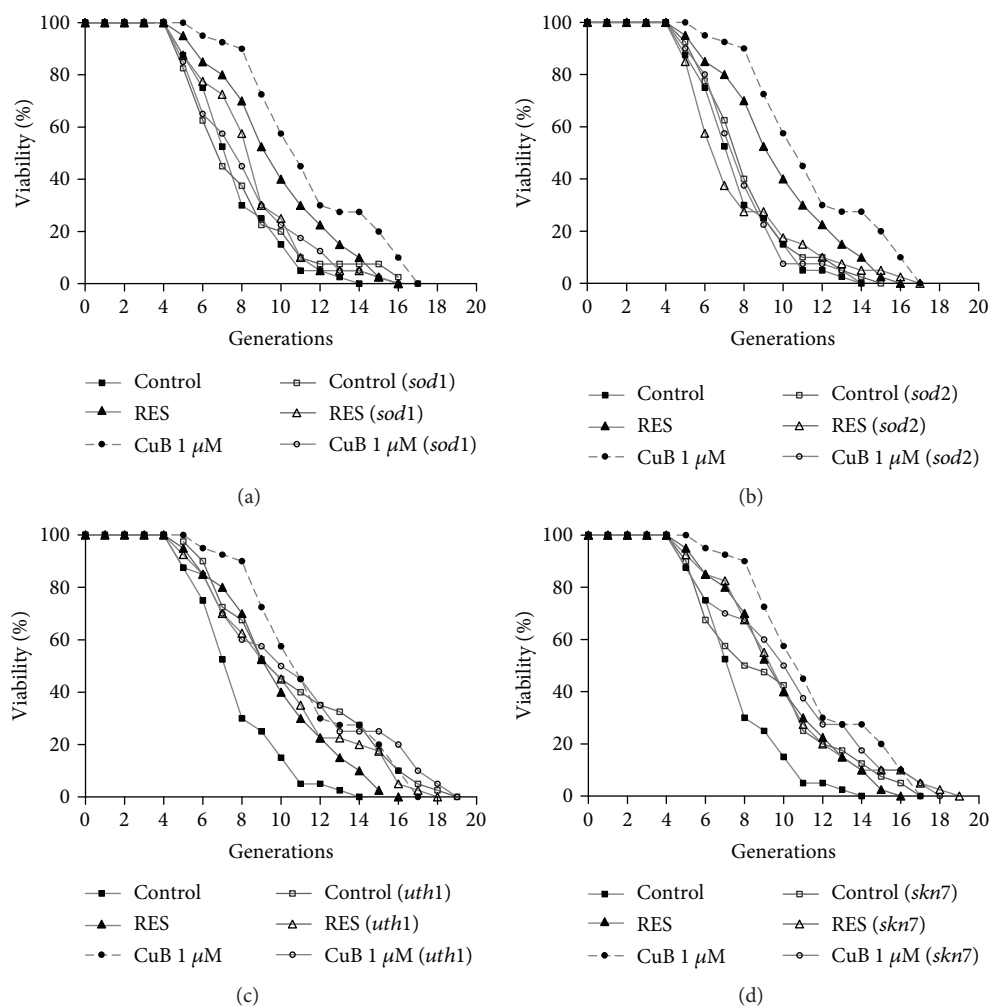 100
80
60
40
20
0
Viability (%)
0 2 4 6 8 10 12 14 16 18 20
Generations
Control
RES
CuB 1 μM
Control (sod1)
RES (sod1)
CuB 1 μM (sod1)
(a)
100
80
60
40
20
0
Viability (%)
0 2 4 6 8 10 12 14 16 18 20
Generations
Control
RES
CuB 1 μM
Control (sod2)
RES (sod2)
CuB 1 μM (sod2)
(b)
100
80
60
40
20
0
Viability (%)
0 2 4 6 8 10 12 14 16 18 20
Generations
Control
RES
CuB 1 μM
Control (uth1)
RES (uth1)
CuB 1 μM (uth1)
(c)
100
80
60
40
20
0
Viability (%)
0 2 4 6 8 10 12 14 16 18 20
Generations
Control
RES
CuB 1 μM
Control (skn7)
RES (skn7)
CuB 1 μM (skn7)
(d)